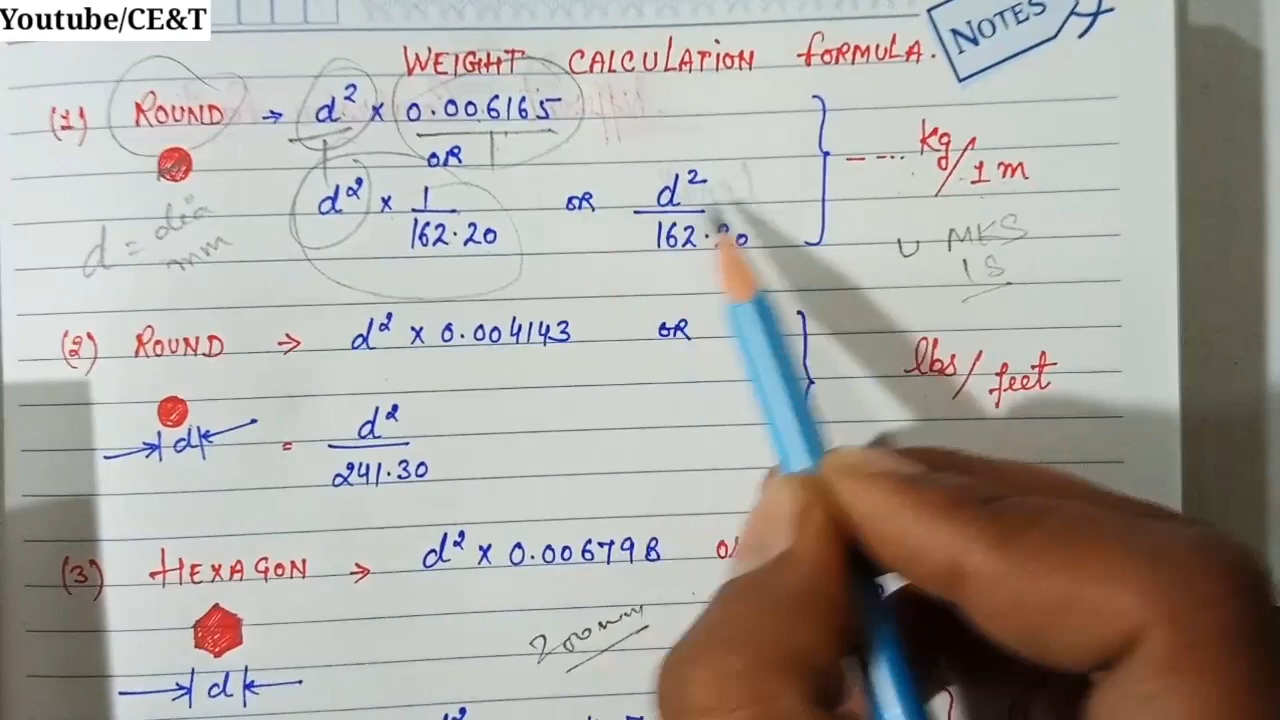 Youtube/CE&T
NOTES
WEIGHT CALCULATION FORMULA.
(1) ROUND → d² × 0.006165
OR
d² × 1/162.20 OR d²/162.20
---- kg/1m
d = dia
mm
MKS
IS
(2) ROUND → d² × 0.004143 OR
lbs/feet
d = d²/241.30
(3) HEXAGON → d² × 0.006798
200mm
d